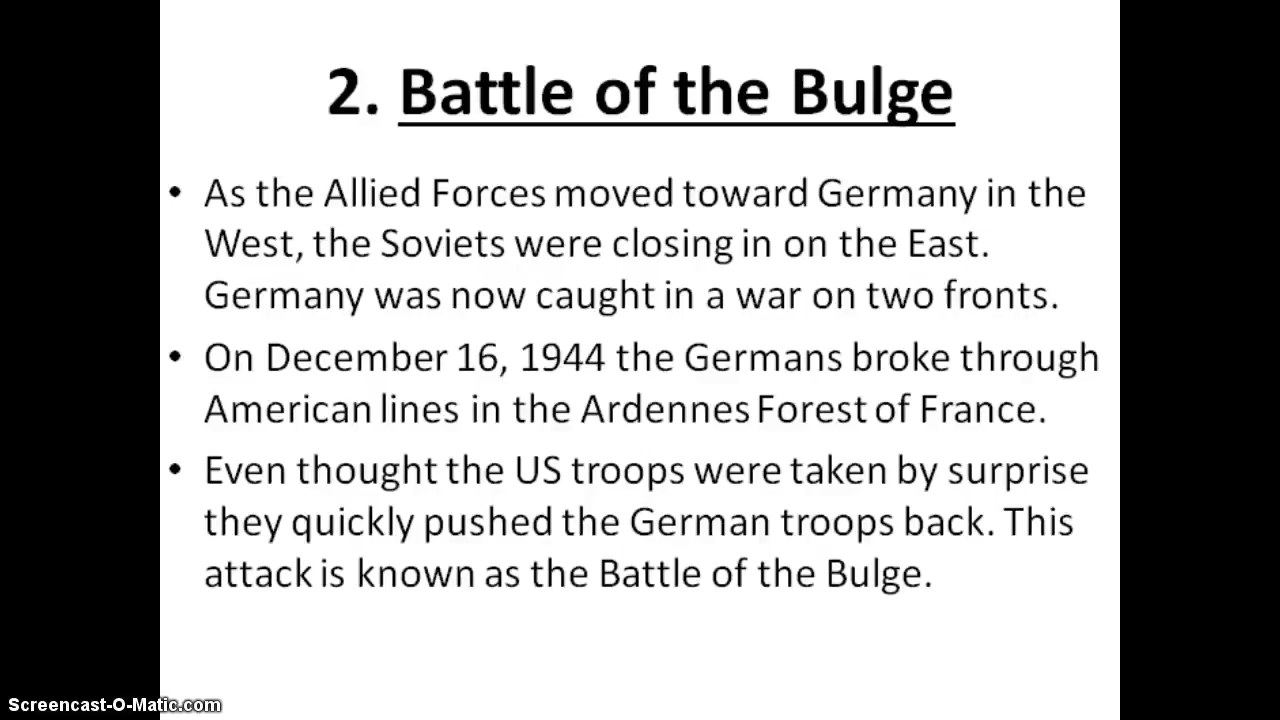 2. Battle of the Bulge
• As the Allied Forces moved toward Germany in the
West, the Soviets were closing in on the East.
Germany was now caught in a war on two fronts.
• On December 16, 1944 the Germans broke through
American lines in the Ardennes Forest of France.
• Even thought the US troops were taken by surprise
they quickly pushed the German troops back. This
attack is known as the Battle of the Bulge.
Screencast-O-Matic.com